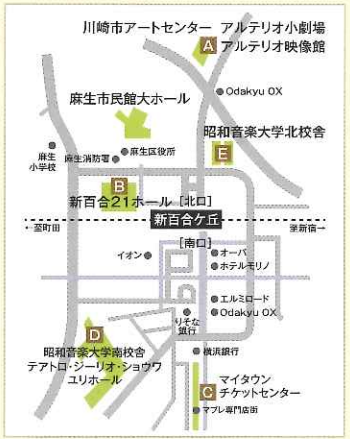 川崎市アートセンター アルテリオ小劇場
A アルテリオ映像館
Odakyu OX
麻生市民館大ホール
昭和音楽大学北校舎
E
麻生
小学校
麻生消防署
麻生区役所
B
新百合21ホール
[北口]
新百合ケ丘
←至町田
至新宿→
[南口]
イオン
オーパ
ホテルモリノ
エルミロード
Odakyu OX
りそな
銀行
D
昭和音楽大学南校舎
テアトロ・ジーリオ・ショウワ
ユリホール
横浜銀行
C
マイタウン
チケットセンター
マプレ専門店街